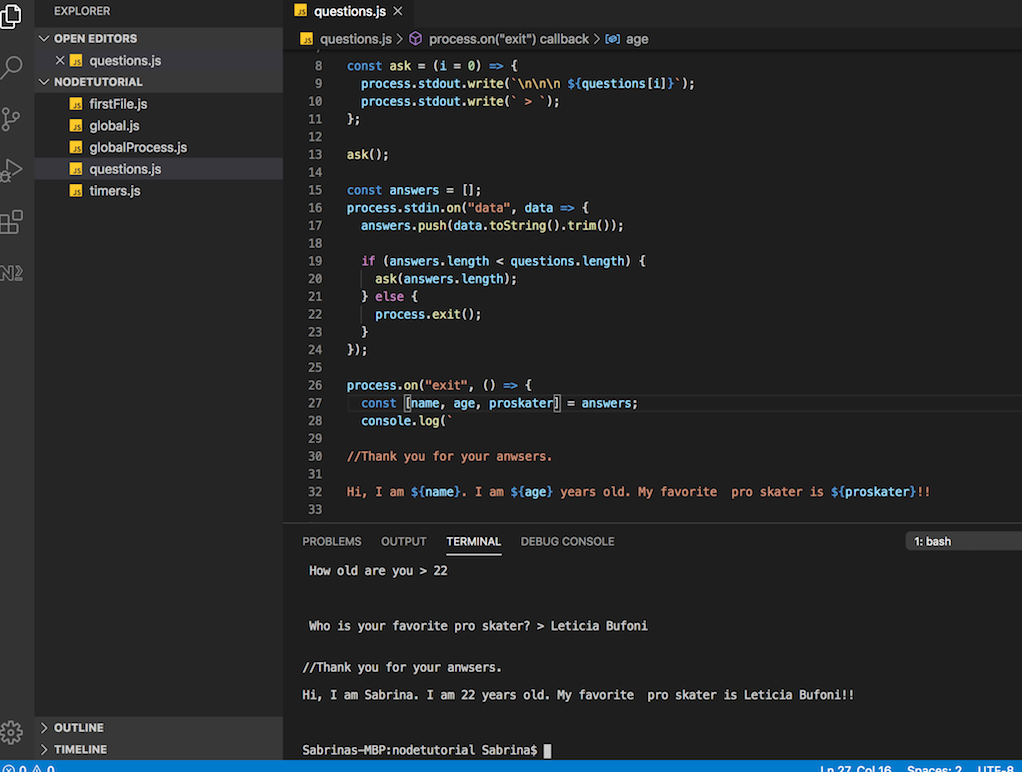 EXPLORER
OPEN EDITORS
JS questions.js
NODETUTORIAL
JS firstFile.js
JS global.js
JS globalProcess.js
JS questions.js
JS timers.js
OUTLINE
TIMELINE
JS questions.js
JS questions.js > process.on("exit") callback > age
8 const ask = (i = 0) => {
9 process.stdout.write(`\n\n\n ${questions[i]}`);
10 process.stdout.write(` > `);
11 };
12
13 ask();
14
15 const answers = [];
16 process.stdin.on("data", data => {
17 answers.push(data.toString().trim());
18
19 if (answers.length < questions.length) {
20 ask(answers.length);
21 } else {
22 process.exit();
23 }
24 });
25
26 process.on("exit", () => {
27 const [name, age, proskater] = answers;
28 console.log(`
29
30 //Thank you for your anwsers.
31
32 Hi, I am ${name}. I am ${age} years old. My favorite  pro skater is ${proskater}!!
33
PROBLEMS OUTPUT TERMINAL DEBUG CONSOLE 1: bash
How old are you > 22
Who is your favorite pro skater? > Leticia Bufoni
//Thank you for your anwsers.
Hi, I am Sabrina. I am 22 years old. My favorite  pro skater is Leticia Bufoni!!
Sabrinas-MBP:nodetutorial Sabrina$
0 0 Ln 27, Col 16 Spaces: 2 UTF-8